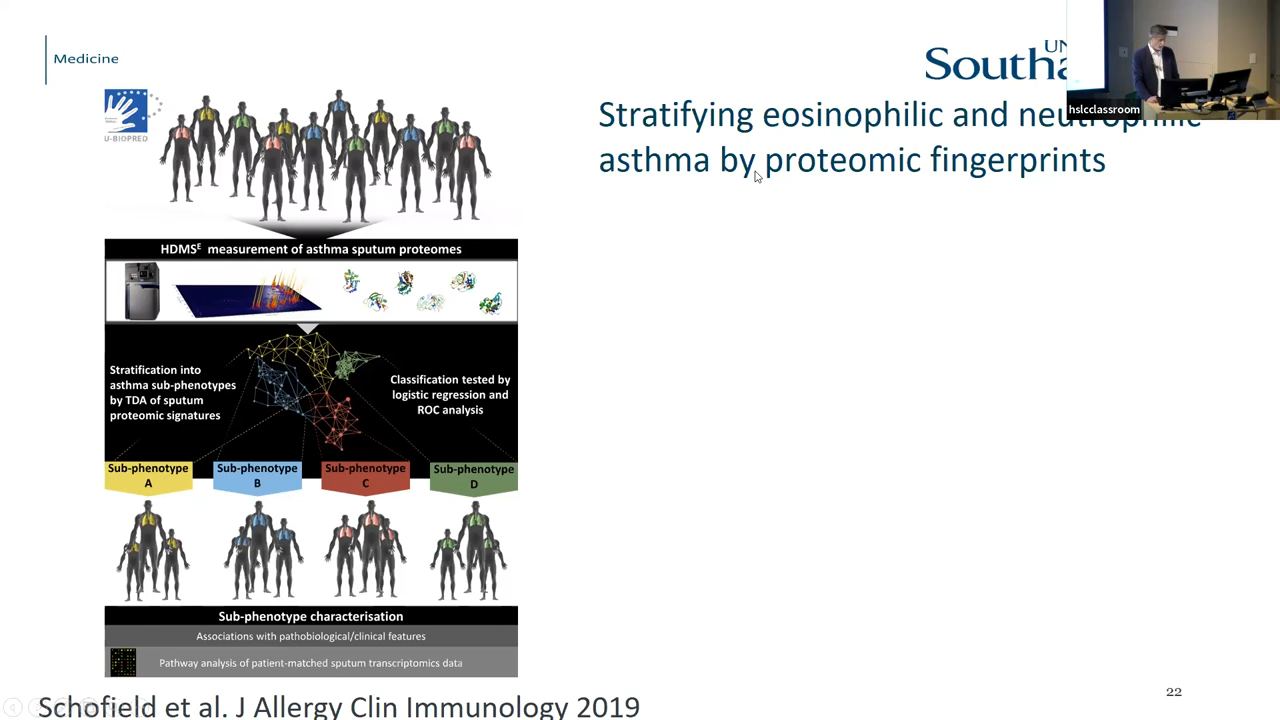 Medicine
UN
Southa
hslcclassroom
Stratifying eosinophilic and neutrophilic
asthma by proteomic fingerprints
U-BIOPRED
HDMSᴱ measurement of asthma sputum proteomes
Stratification into
asthma sub-phenotypes
by TDA of sputum
proteomic signatures
Classification tested by
logistic regression and
ROC analysis
Sub-phenotype
A
Sub-phenotype
B
Sub-phenotype
C
Sub-phenotype
D
Sub-phenotype characterisation
Associations with pathobiological/clinical features
Pathway analysis of patient-matched sputum transcriptomics data
22
Schofield et al. J Allergy Clin Immunology 2019